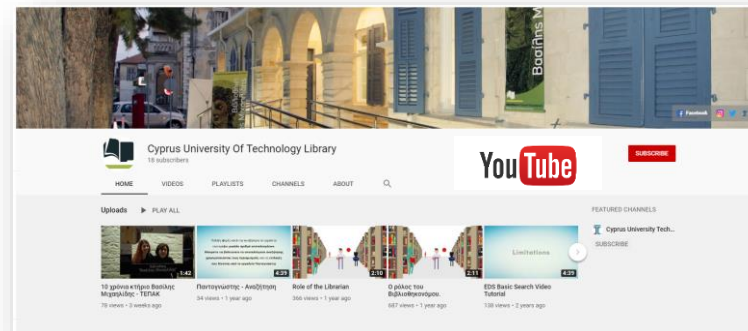 Βασίλης Μ
Facebook
Cyprus University Of Technology Library
18 subscribers
YouTube
SUBSCRIBE
HOME VIDEOS PLAYLISTS CHANNELS ABOUT
Uploads PLAY ALL
FEATURED CHANNELS
Cyprus University Tech...
SUBSCRIBE
1:42
4:39
2:10
2:11
Limitations
4:39
10 χρόνια κτήριο Βασίλης Μιχαηλίδης - ΤΕΠΑΚ
78 views • 3 weeks ago
Παντογνώστης - Αναζήτηση
34 views • 1 year ago
Role of the Librarian
366 views • 1 year ago
Ο ρόλος του Βιβλιοθηκονόμου.
687 views • 1 year ago
EDS Basic Search Video Tutorial
138 views • 2 years ago